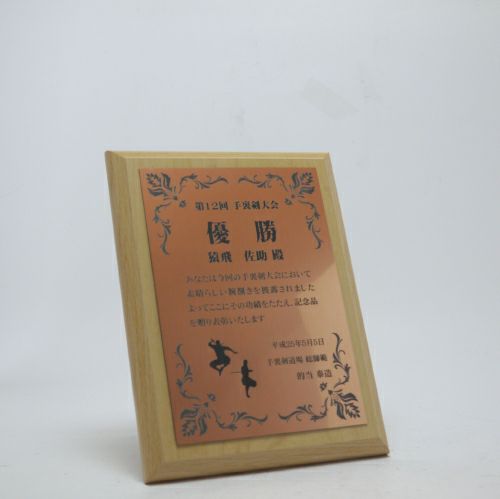 第12回 手裏剣大会
優勝
猿飛 佐助 殿
あなたは今回の手裏剣大会において
素晴らしい腕捌きを披露されました
よってここにその功績をたたえ、記念品
を贈り表彰いたします
平成25年5月5日
手裏剣道場 総師範
的当 泰造